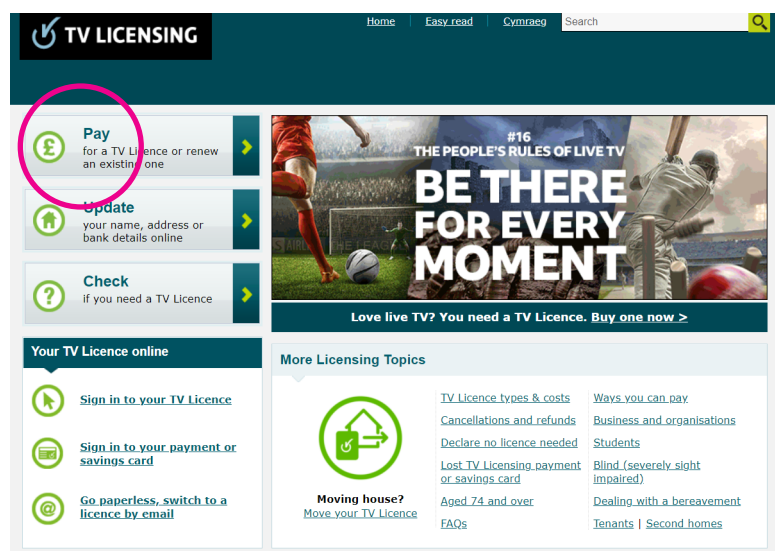 TV LICENSING
Home
Easy read
Cymraeg
Search
Pay
for a TV Licence or renew
an existing one
Update
your name, address or
bank details online
Check
if you need a TV Licence
#16
THE PEOPLE'S RULES OF LIVE TV
BE THERE
FOR EVERY
MOMENT
Love live TV? You need a TV Licence. Buy one now >
Your TV Licence online
Sign in to your TV Licence
Sign in to your payment or
savings card
Go paperless, switch to a
licence by email
More Licensing Topics
Moving house?
Move your TV Licence
TV Licence types & costs
Cancellations and refunds
Declare no licence needed
Lost TV Licensing payment
or savings card
Aged 74 and over
FAQs
Ways you can pay
Business and organisations
Students
Blind (severely sight
impaired)
Dealing with a bereavement
Tenants | Second homes